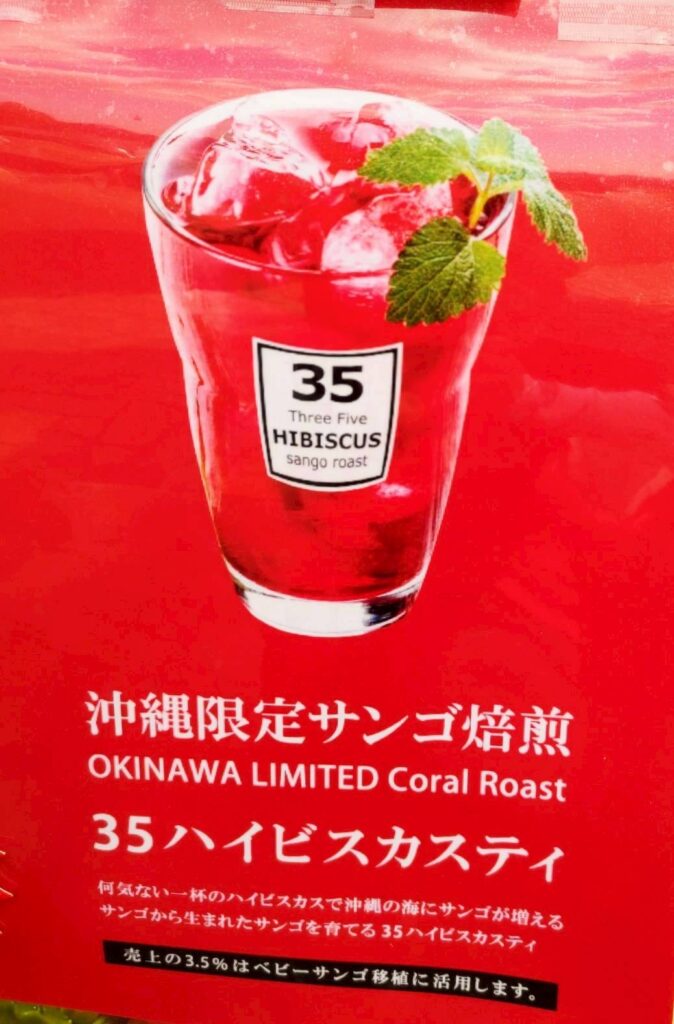 35
Three Five
HIBISCUS
sango roast
沖縄限定サンゴ焙煎
OKINAWA LIMITED Coral Roast
35ハイビスカスティ
何気ない一杯のハイビスカスで沖縄の海にサンゴが増える
サンゴから生まれたサンゴを育てる35ハイビスカスティ
売上の3.5%はベビーサンゴ移植に活用します。